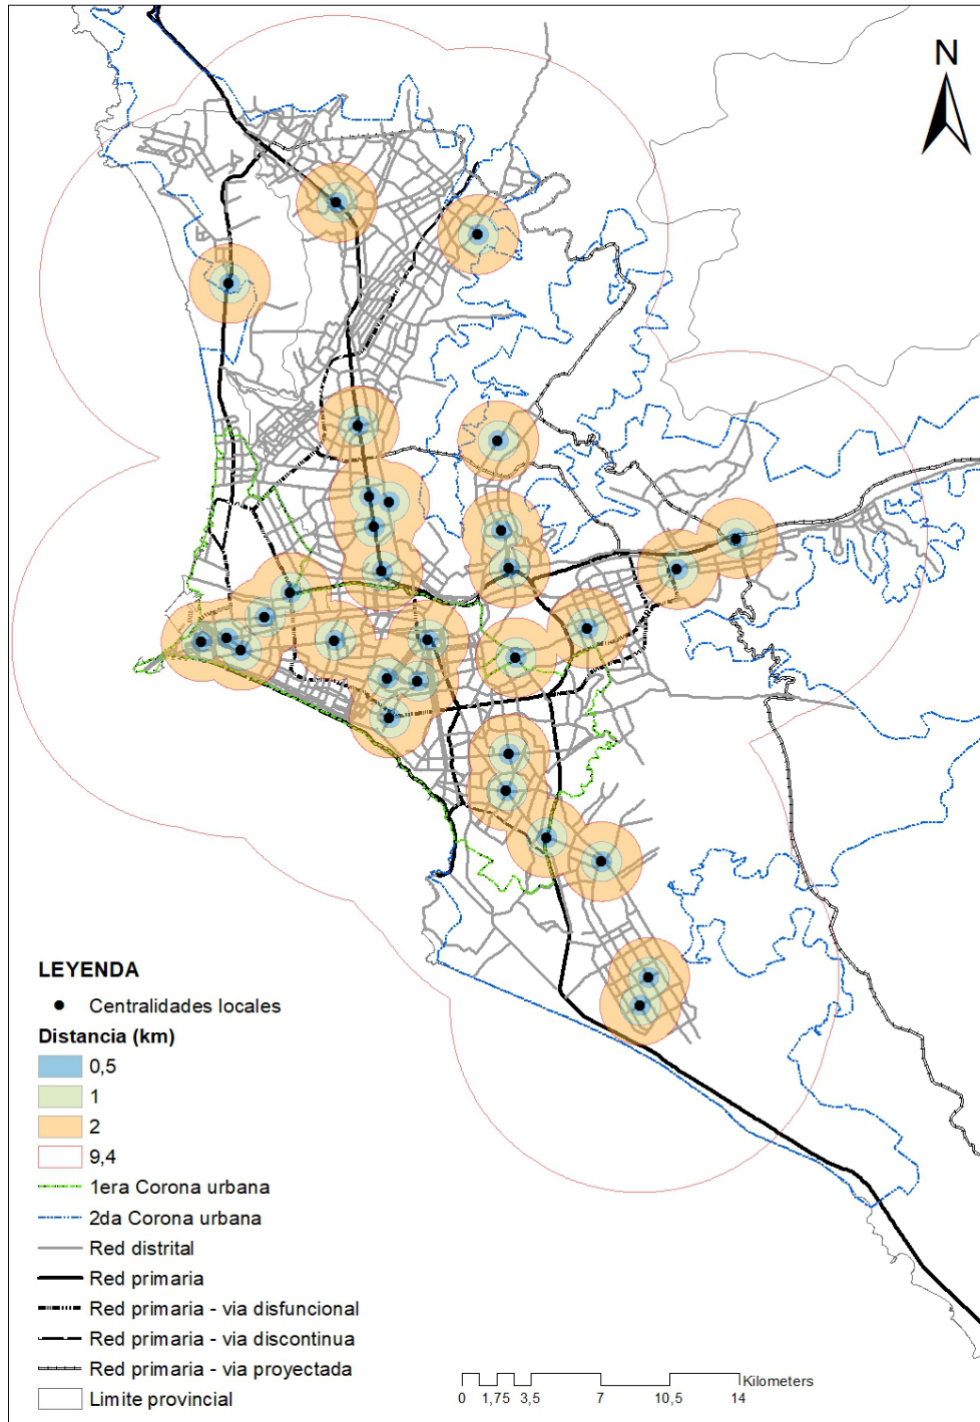 N
LEYENDA
Centralidades locales
Distancia (km)
0,5
1
2
9,4
1era Corona urbana
2da Corona urbana
Red distrital
Red primaria
Red primaria - via disfuncional
Red primaria - via discontinua
Red primaria - via proyectada
Limite provincial
Kilometers
0 1,75 3,5 7 10,5 14